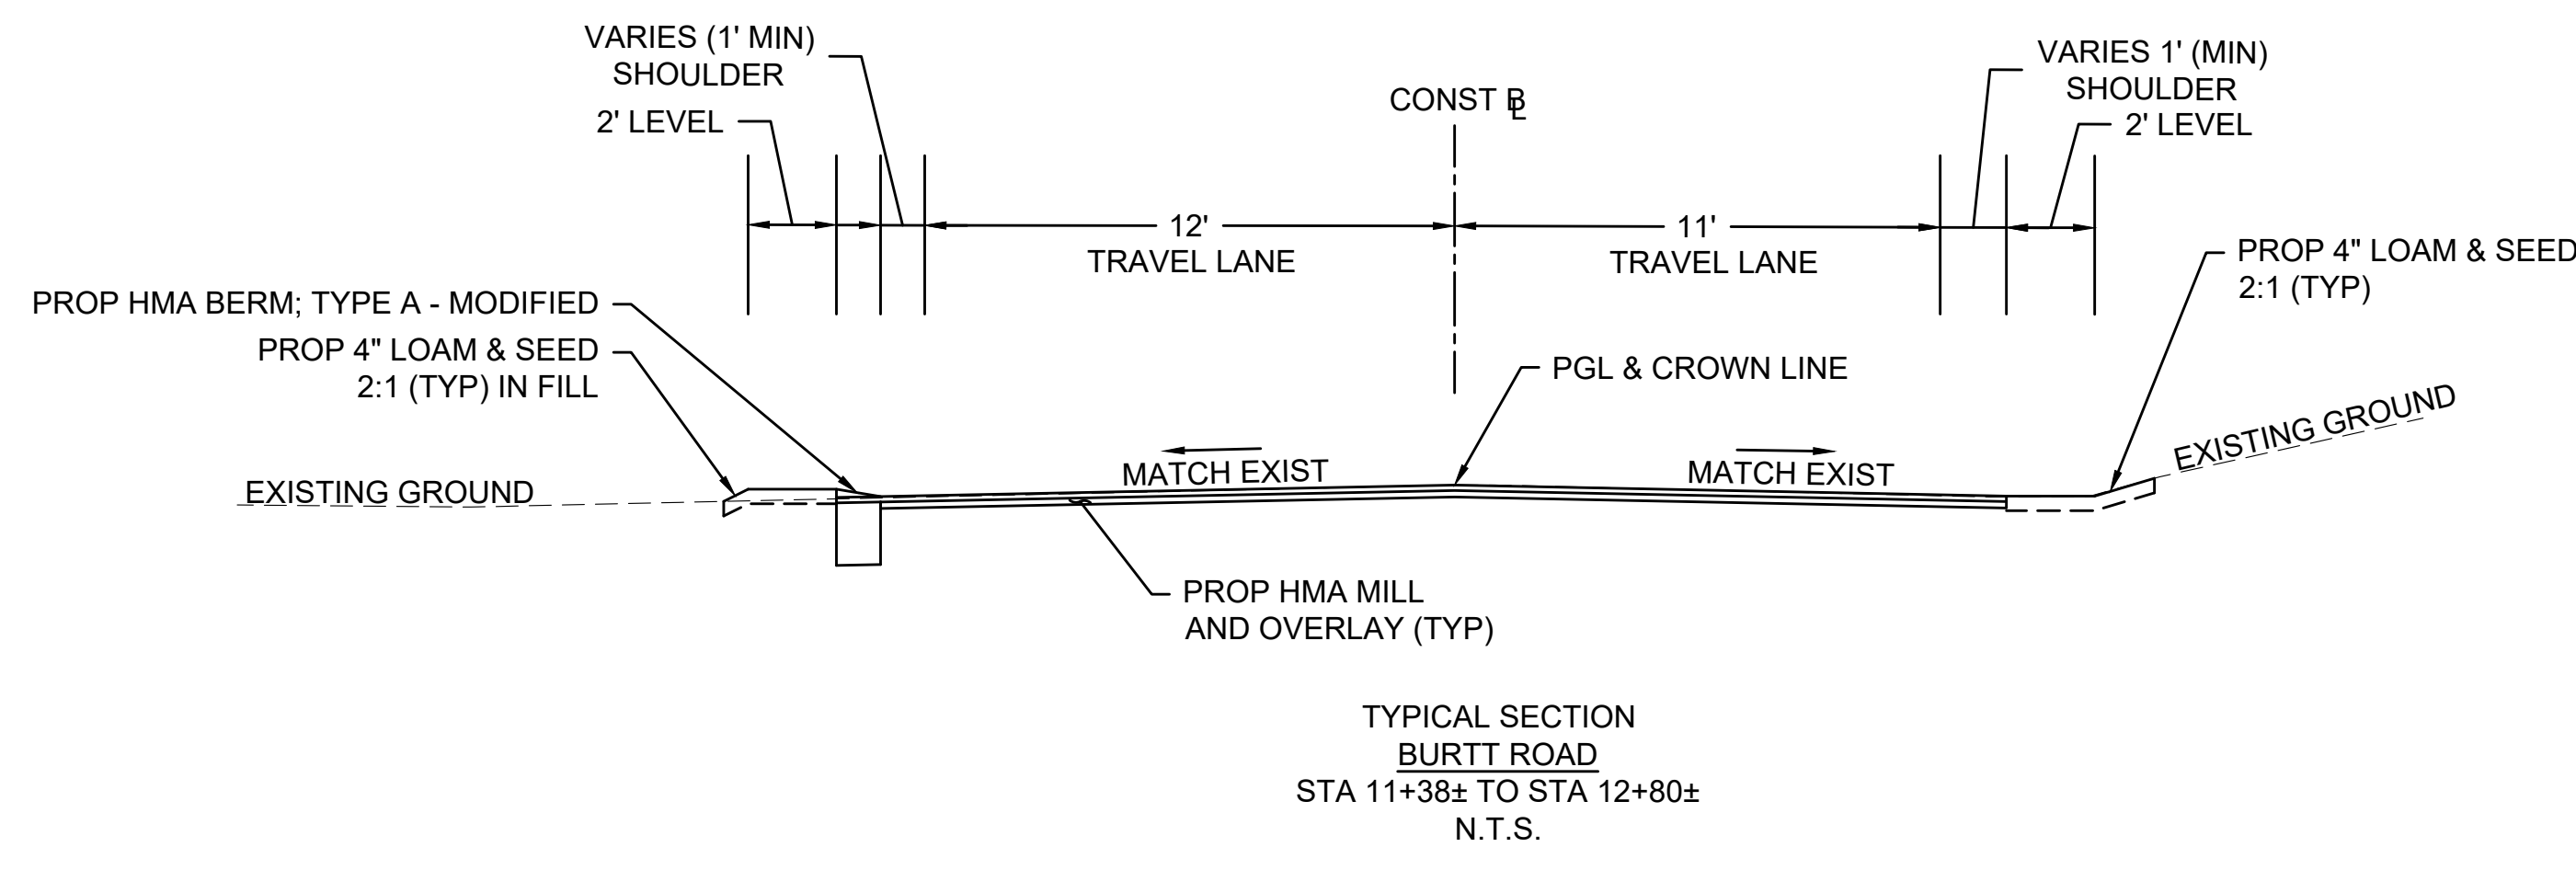 VARIES (1' MIN)
SHOULDER
2' LEVEL
CONST BL
VARIES 1' (MIN)
SHOULDER
2' LEVEL
12'
TRAVEL LANE
11'
TRAVEL LANE
PROP 4" LOAM & SEED
2:1 (TYP)
PROP HMA BERM; TYPE A - MODIFIED
PROP 4" LOAM & SEED
2:1 (TYP) IN FILL
PGL & CROWN LINE
EXISTING GROUND
MATCH EXIST
MATCH EXIST
EXISTING GROUND
PROP HMA MILL
AND OVERLAY (TYP)
TYPICAL SECTION
BURTT ROAD
STA 11+38± TO STA 12+80±
N.T.S.